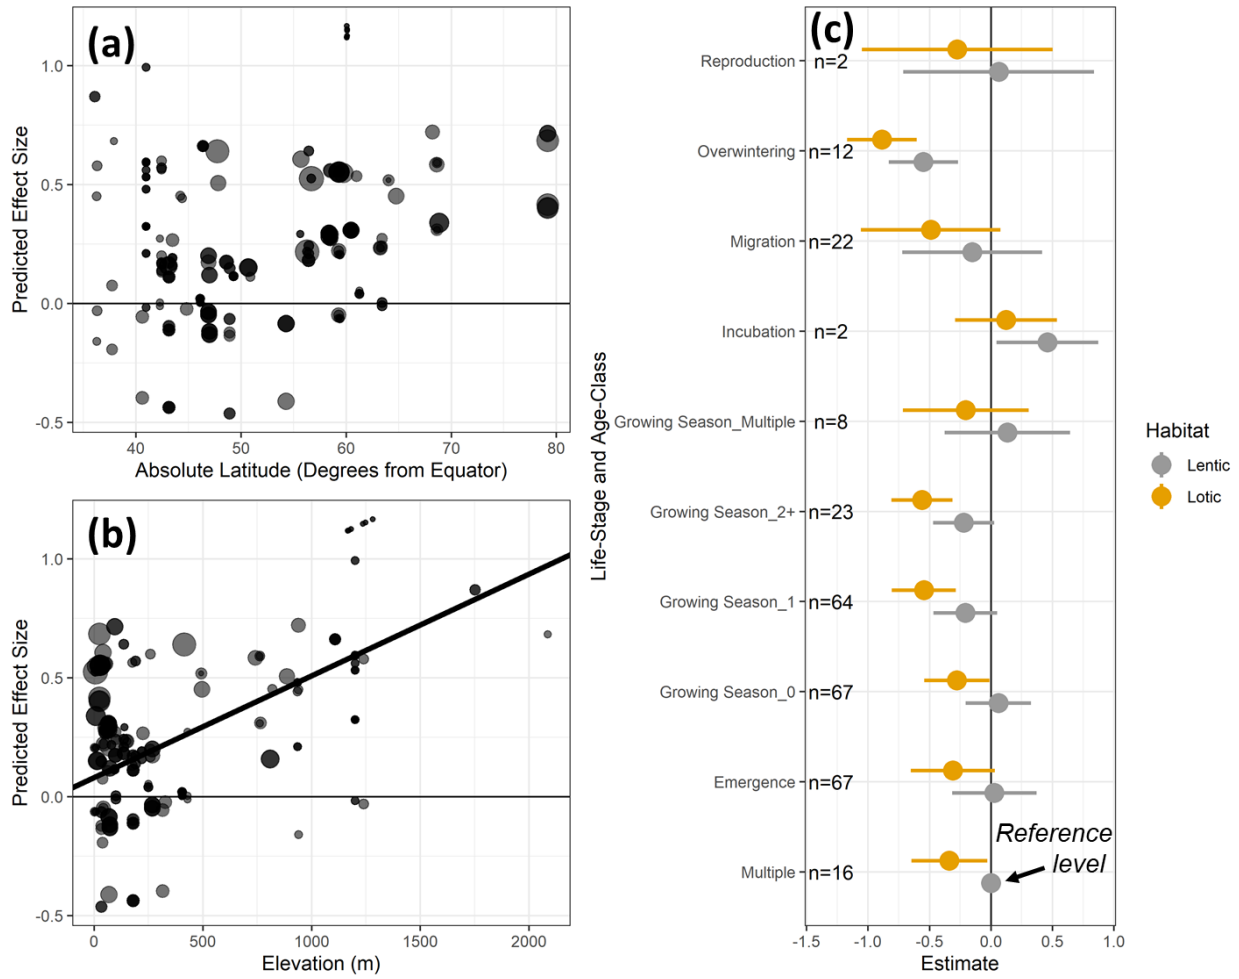 (a)
Predicted Effect Size
1.0
0.5
0.0
-0.5
40 50 60 70 80
Absolute Latitude (Degrees from Equator)
(b)
Predicted Effect Size
1.0
0.5
0.0
-0.5
0 500 1000 1500 2000
Elevation (m)
(c)
Life-Stage and Age-Class
Reproduction n=2
Overwintering n=12
Migration n=22
Incubation n=2
Growing Season_Multiple n=8
Growing Season_2+ n=23
Growing Season_1 n=64
Growing Season_0 n=67
Emergence n=67
Multiple n=16
Reference
level
-1.5 -1.0 -0.5 0.0 0.5 1.0
Estimate
Habitat
Lentic
Lotic